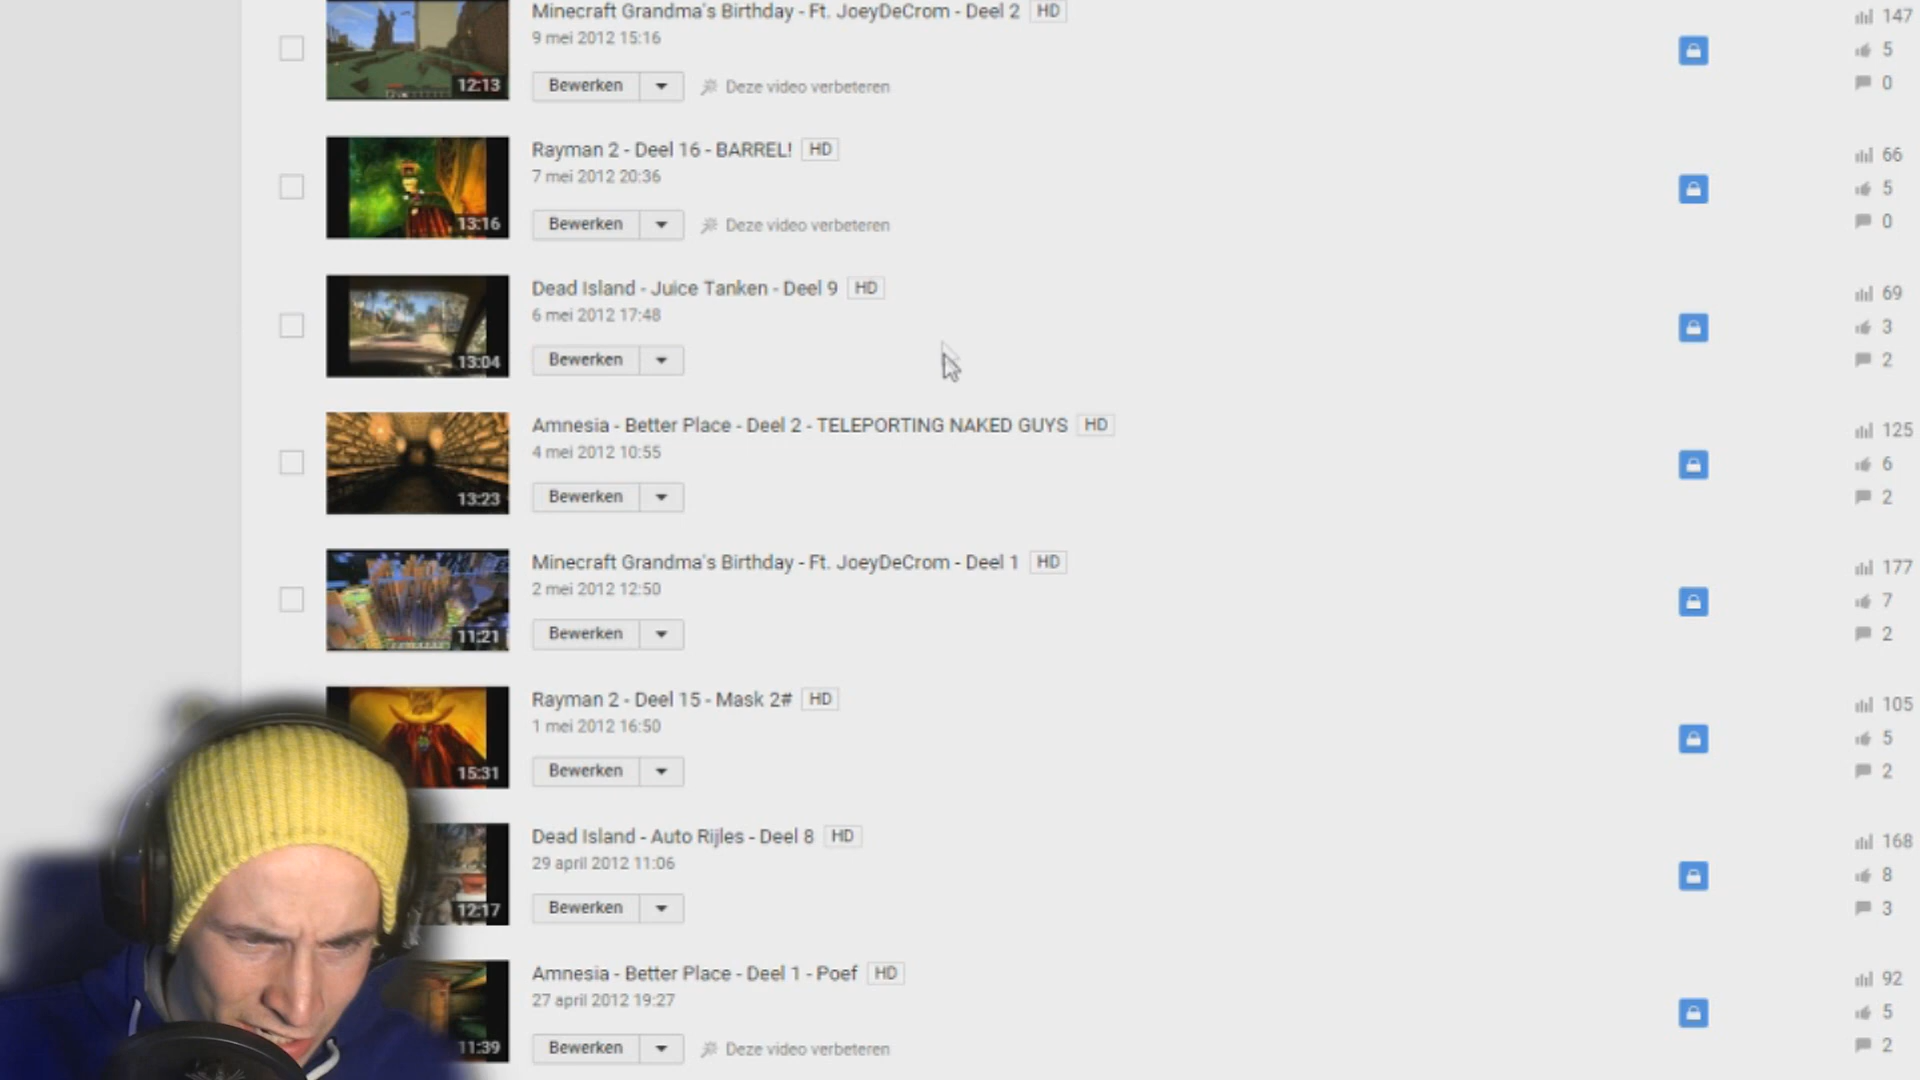 Minecraft Grandma's Birthday - Ft. JoeyDeCrom - Deel 2 HD 147
9 mei 2012 15:16 5
12:13 Bewerken Deze video verbeteren 0
Rayman 2 - Deel 16 - BARREL! HD 66
7 mei 2012 20:36 5
13:16 Bewerken Deze video verbeteren 0
Dead Island - Juice Tanken - Deel 9 HD 69
6 mei 2012 17:48 3
13:04 Bewerken 2
Amnesia - Better Place - Deel 2 - TELEPORTING NAKED GUYS HD 125
4 mei 2012 10:55 6
13:23 Bewerken 2
Minecraft Grandma's Birthday - Ft. JoeyDeCrom - Deel 1 HD 177
2 mei 2012 12:50 7
11:21 Bewerken 2
Rayman 2 - Deel 15 - Mask 2# HD 105
1 mei 2012 16:50 5
15:31 Bewerken 2
Dead Island - Auto Rijles - Deel 8 HD 168
29 april 2012 11:06 8
12:17 Bewerken 3
Amnesia - Better Place - Deel 1 - Poef HD 92
27 april 2012 19:27 5
11:39 Bewerken Deze video verbeteren 2